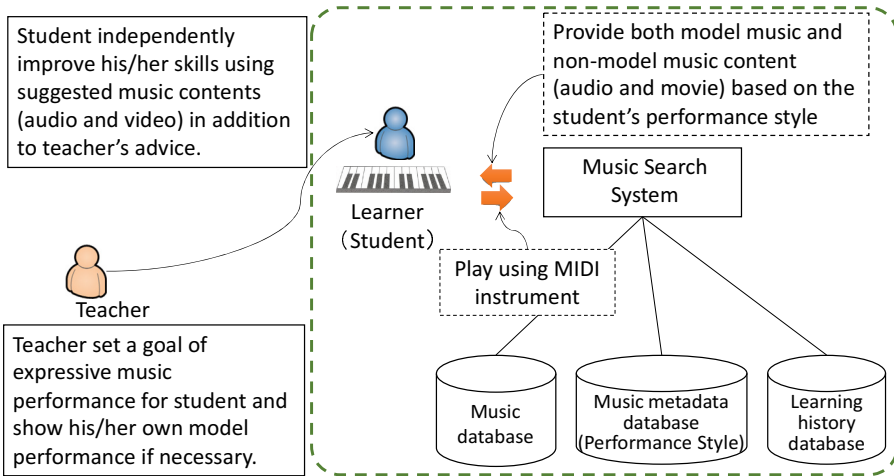 Student independently
improve his/her skills using
suggested music contents
(audio and video) in addition
to teacher's advice.
Provide both model music and
non-model music content
(audio and movie) based on the
student's performance style
Music Search
System
Learner
（Student）
Play using MIDI
instrument
Teacher
Teacher set a goal of
expressive music
performance for student and
show his/her own model
performance if necessary.
Music
database
Music metadata
database
(Performance Style)
Learning
history
database